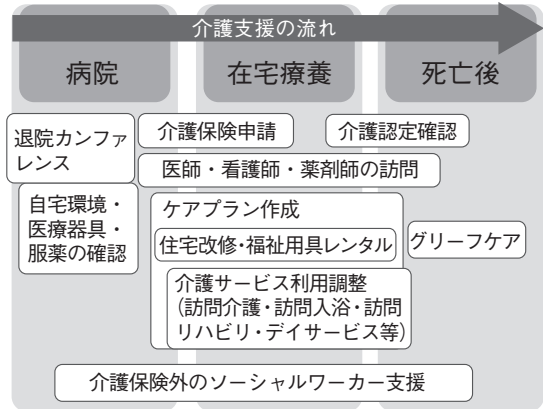 介護支援の流れ
病院
在宅療養
死亡後
退院カンファ
レンス
介護保険申請
介護認定確認
医師・看護師・薬剤師の訪問
自宅環境・
医療器具・
服薬の確認
ケアプラン作成
住宅改修・福祉用具レンタル
グリーフケア
介護サービス利用調整
(訪問介護・訪問入浴・訪問
リハビリ・デイサービス等)
介護保険外のソーシャルワーカー支援